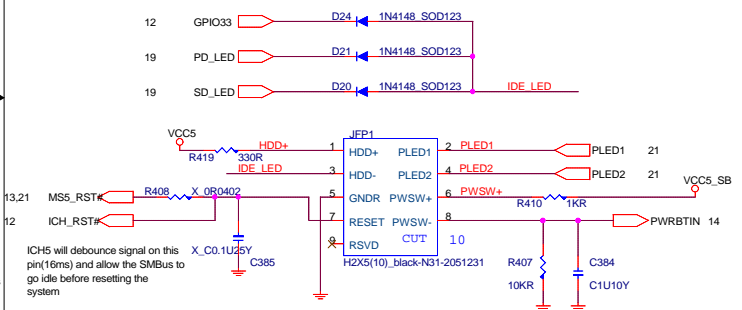 12 GPIO33 D24 1N4148_SOD123
19 PD_LED D21 1N4148_SOD123
19 SD_LED D20 1N4148_SOD123 IDE_LED
VCC5 JFP1
R419 330R HDD+ 1 HDD+ PLED1 2 PLED1 PLED1 21
IDE_LED 3 HDD- PLED2 4 PLED2 PLED2 21
VCC5_SB
13,21 MS5_RST# R408 X_0R0402 5 GNDR PWSW+ 6 PWSW+ R410 1KR
12 ICH_RST# 7 RESET PWSW- 8 PWRBTIN 14
9 RSVD CUT 10
X_C0.1U25Y C385
H2X5(10)_black-N31-2051231
R407 10KR C384 C1U10Y
ICH5 will debounce signal on this
pin(16ms) and allow the SMBus to
go idle before resetting the
system